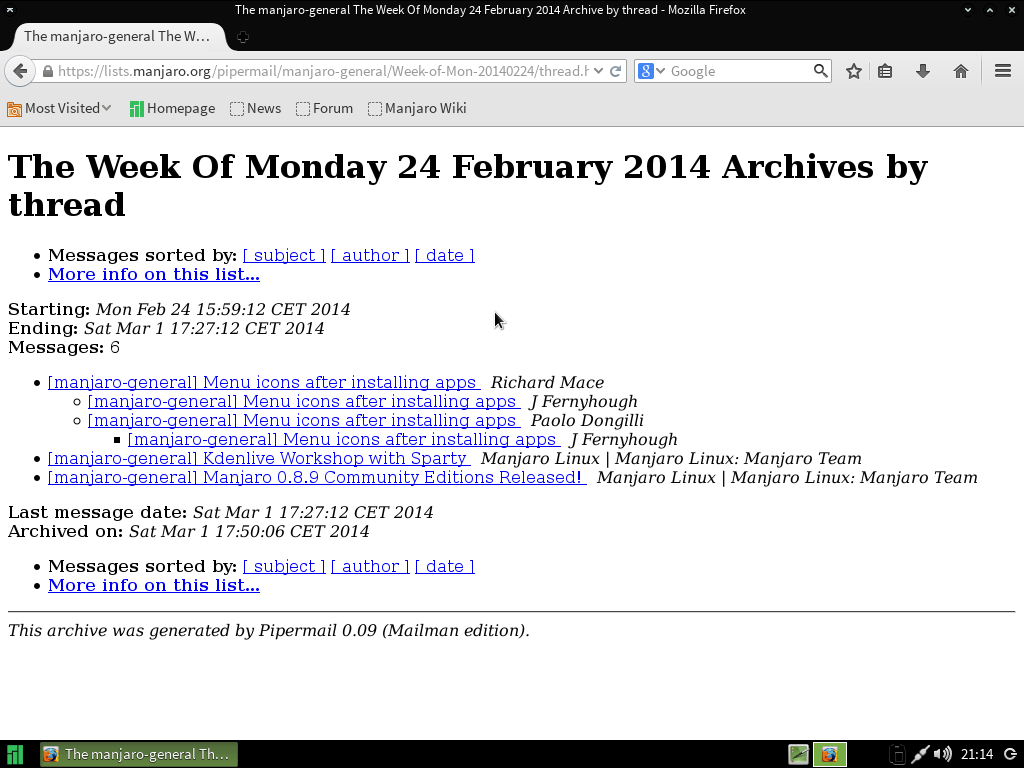 The manjaro-general The Week Of Monday 24 February 2014 Archive by thread - Mozilla Firefox
The manjaro-general The W...
https://lists.manjaro.org/pipermail/manjaro-general/Week-of-Mon-20140224/thread.h
Google
Most Visited
Homepage
News
Forum
Manjaro Wiki
The Week Of Monday 24 February 2014 Archives by
thread
• Messages sorted by: [ subject ] [ author ] [ date ]
• More info on this list...
Starting: Mon Feb 24 15:59:12 CET 2014
Ending: Sat Mar 1 17:27:12 CET 2014
Messages: 6
• [manjaro-general] Menu icons after installing apps Richard Mace
[manjaro-general] Menu icons after installing apps J Fernyhough
[manjaro-general] Menu icons after installing apps Paolo Dongilli
[manjaro-general] Menu icons after installing apps J Fernyhough
• [manjaro-general] Kdenlive Workshop with Sparty Manjaro Linux | Manjaro Linux: Manjaro Team
• [manjaro-general] Manjaro 0.8.9 Community Editions Released! Manjaro Linux | Manjaro Linux: Manjaro Team
Last message date: Sat Mar 1 17:27:12 CET 2014
Archived on: Sat Mar 1 17:50:06 CET 2014
• Messages sorted by: [ subject ] [ author ] [ date ]
• More info on this list...
This archive was generated by Pipermail 0.09 (Mailman edition).
The manjaro-general Th...
21:14